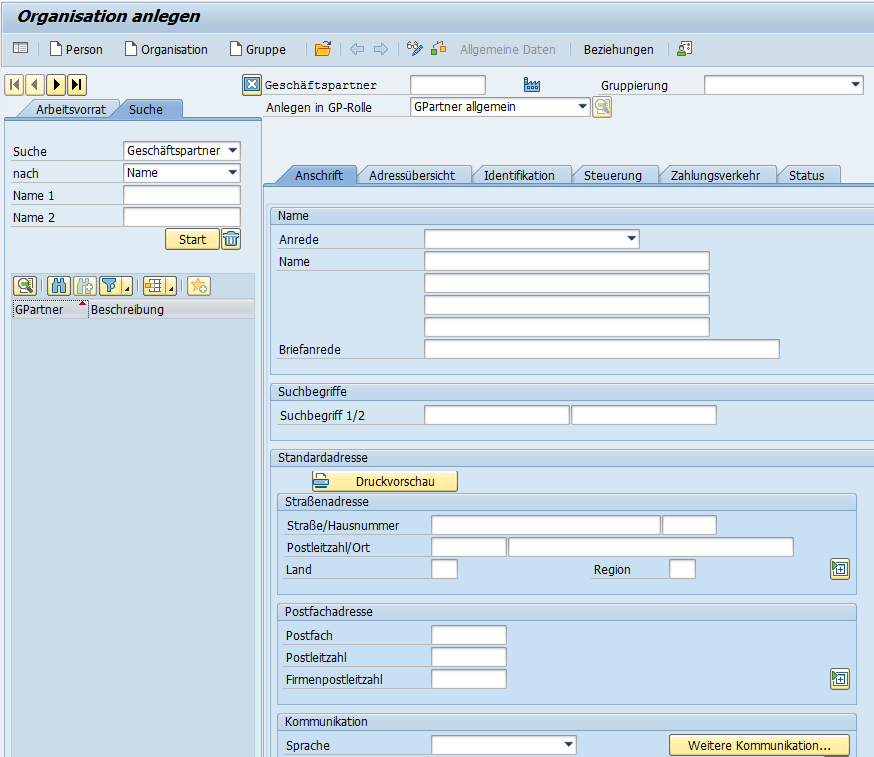 Organisation anlegen
Person Organisation Gruppe Allgemeine Daten Beziehungen
Geschäftspartner Gruppierung
Anlegen in GP-Rolle GPartner allgemein
Arbeitsvorrat Suche
Suche Geschäftspartner
nach Name
Name 1
Name 2
Start
GPartner Beschreibung
Anschrift Adressübersicht Identifikation Steuerung Zahlungsverkehr Status
Name
Anrede
Name
Briefanrede
Suchbegriffe
Suchbegriff 1/2
Standardadresse
Druckvorschau
Straßenadresse
Straße/Hausnummer
Postleitzahl/Ort
Land Region
Postfachadresse
Postfach
Postleitzahl
Firmenpostleitzahl
Kommunikation
Sprache Weitere Kommunikation...